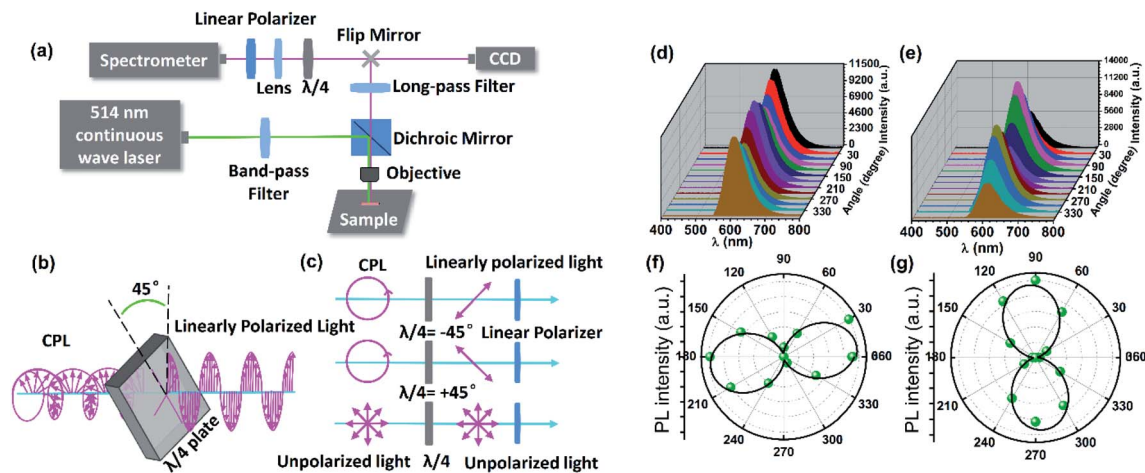 (a)
Linear Polarizer
Flip Mirror
Spectrometer
CCD
Lens
λ/4
Long-pass Filter
514 nm
continuous
wave laser
Dichroic Mirror
Band-pass
Filter
Objective
Sample
(b)
45°
CPL
Linearly Polarized Light
λ/4 plate
(c)
CPL
Linearly polarized light
λ/4= -45°
Linear Polarizer
λ/4= +45°
Unpolarized light
λ/4
Unpolarized light
(d)
11500
9200
6900
4600
2300
0
Intensity (a.u.)
30
90
150
210
270
330
Angle (degree)
400 500 600 700 800
λ (nm)
(e)
14000
11200
8400
5600
2800
0
Intensity (a.u.)
30
90
150
210
270
330
Angle (degree)
400 500 600 700 800
λ (nm)
(f)
PL intensity (a.u.)
90
120
60
150
30
180
360
210
330
240
300
270
(g)
PL intensity (a.u.)
90
120
60
150
30
180
360
210
330
240
300
270